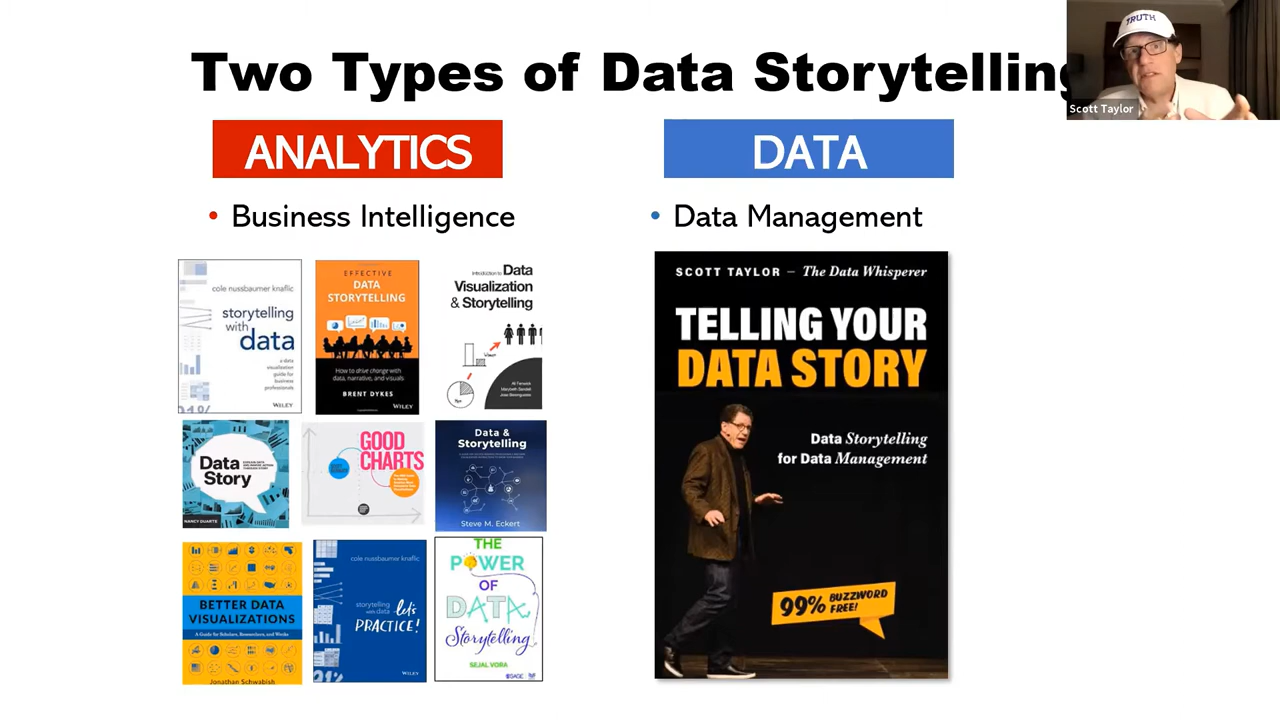 Two Types of Data Storytelling
TRUTH
Scott Taylor
ANALYTICS
DATA
• Business Intelligence
• Data Management
cole nussbaumer knaflic
storytelling
with
data
a data
visualization
guide for
business
professionals
WILEY
EFFECTIVE
DATA
STORYTELLING
How to drive change with
data, narrative, and visuals
BRENT DYKES
WILEY
Introduction to Data
Visualization
& Storytelling
Data
Story
NANCY DUARTE
GOOD
CHARTS
Data &
Storytelling
Steve M. Eckert
BETTER DATA
VISUALIZATIONS
A Guide for Scholars, Researchers, and Wonks
Jonathan Schwabish
cole nussbaumer knaflic
storytelling
with data
let's
PRACTICE!
WILEY
THE
POWER
OF
DATA
Storytelling
SEJAL VORA
SCOTT TAYLOR – The Data Whisperer
TELLING YOUR
DATA STORY
Data Storytelling
for Data Management
99% BUZZWORD
FREE!